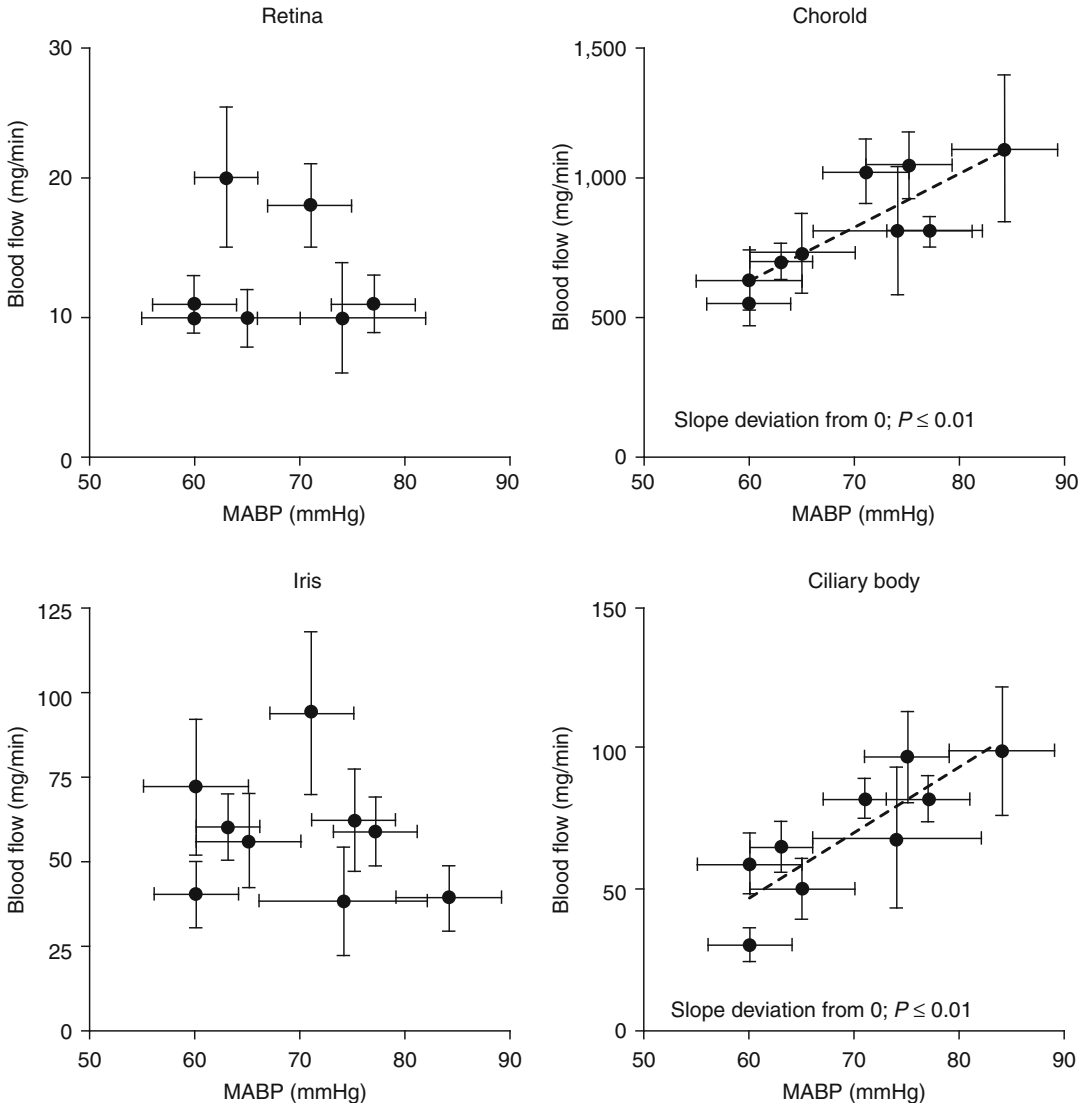 Retina
30
20
10
0
Blood flow (mg/min)
50 60 70 80 90
MABP (mmHg)
Chorold
1,500
1,000
500
0
Blood flow (mg/min)
Slope deviation from 0; P ≤ 0.01
50 60 70 80 90
MABP (mmHg)
Iris
125
100
75
50
25
0
Blood flow (mg/min)
50 60 70 80 90
MABP (mmHg)
Ciliary body
150
100
50
0
Blood flow (mg/min)
Slope deviation from 0; P ≤ 0.01
50 60 70 80 90
MABP (mmHg)